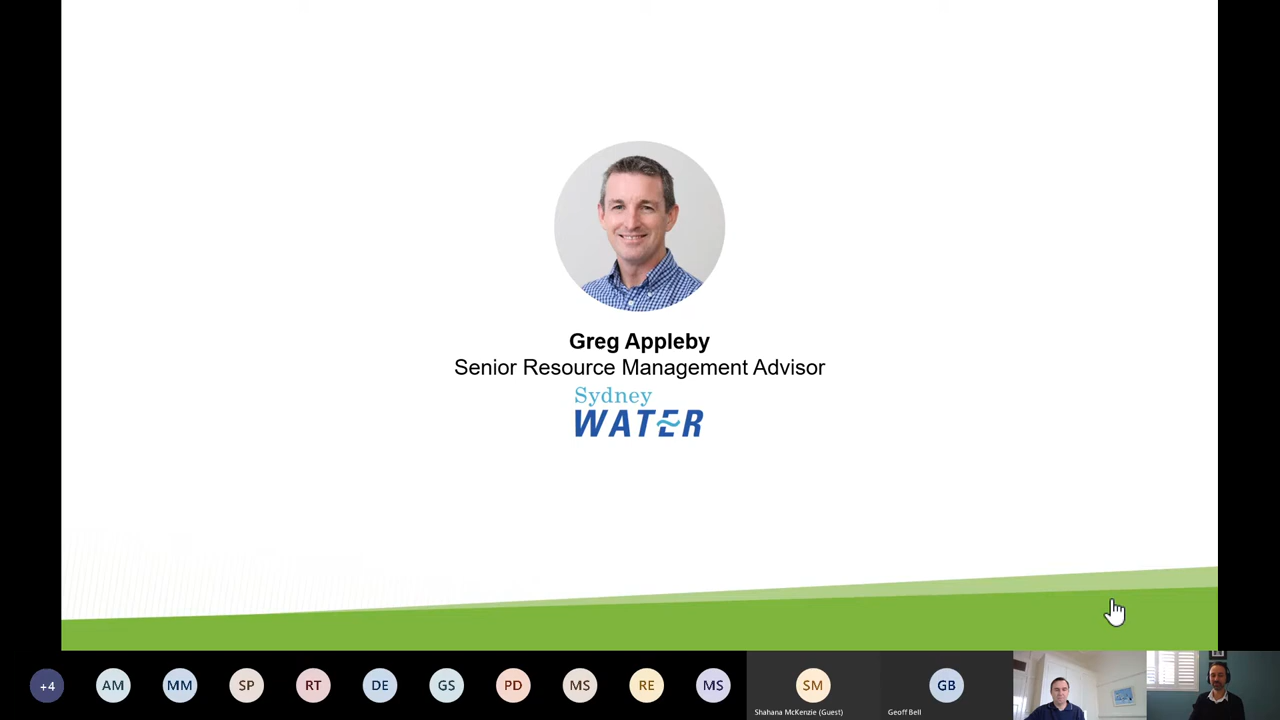 Greg Appleby
Senior Resource Management Advisor
Sydney
WATER
+4
AM
MM
SP
RT
DE
GS
PD
MS
RE
MS
SM
GB
Shahana McKenzie (Guest)
Geoff Bell